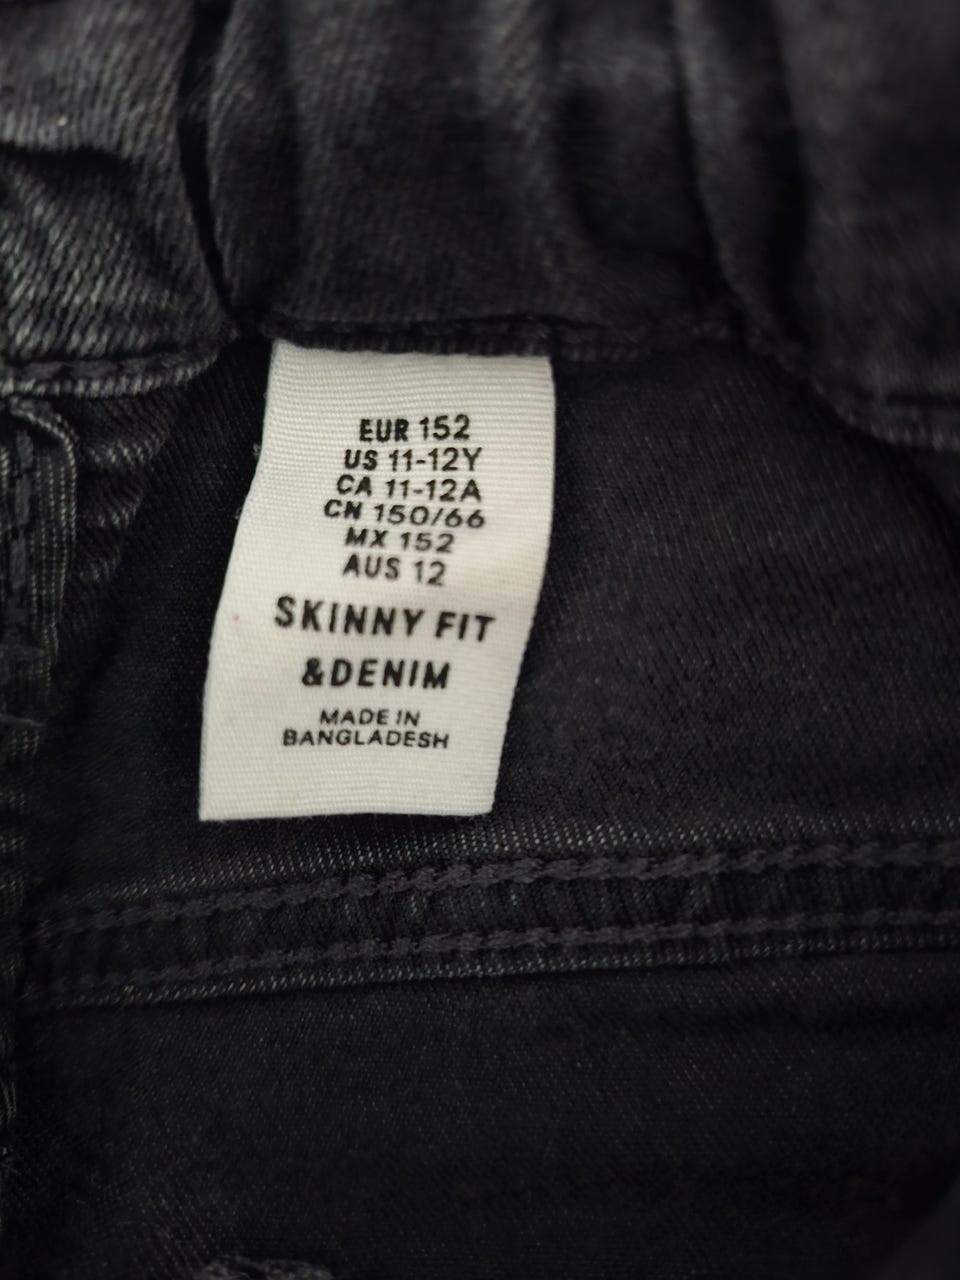 EUR 152
US 11-12Y
CA 11-12A
CN 150/66
MX 152
AUS 12
SKINNY FIT
&DENIM
MADE IN
BANGLADESH